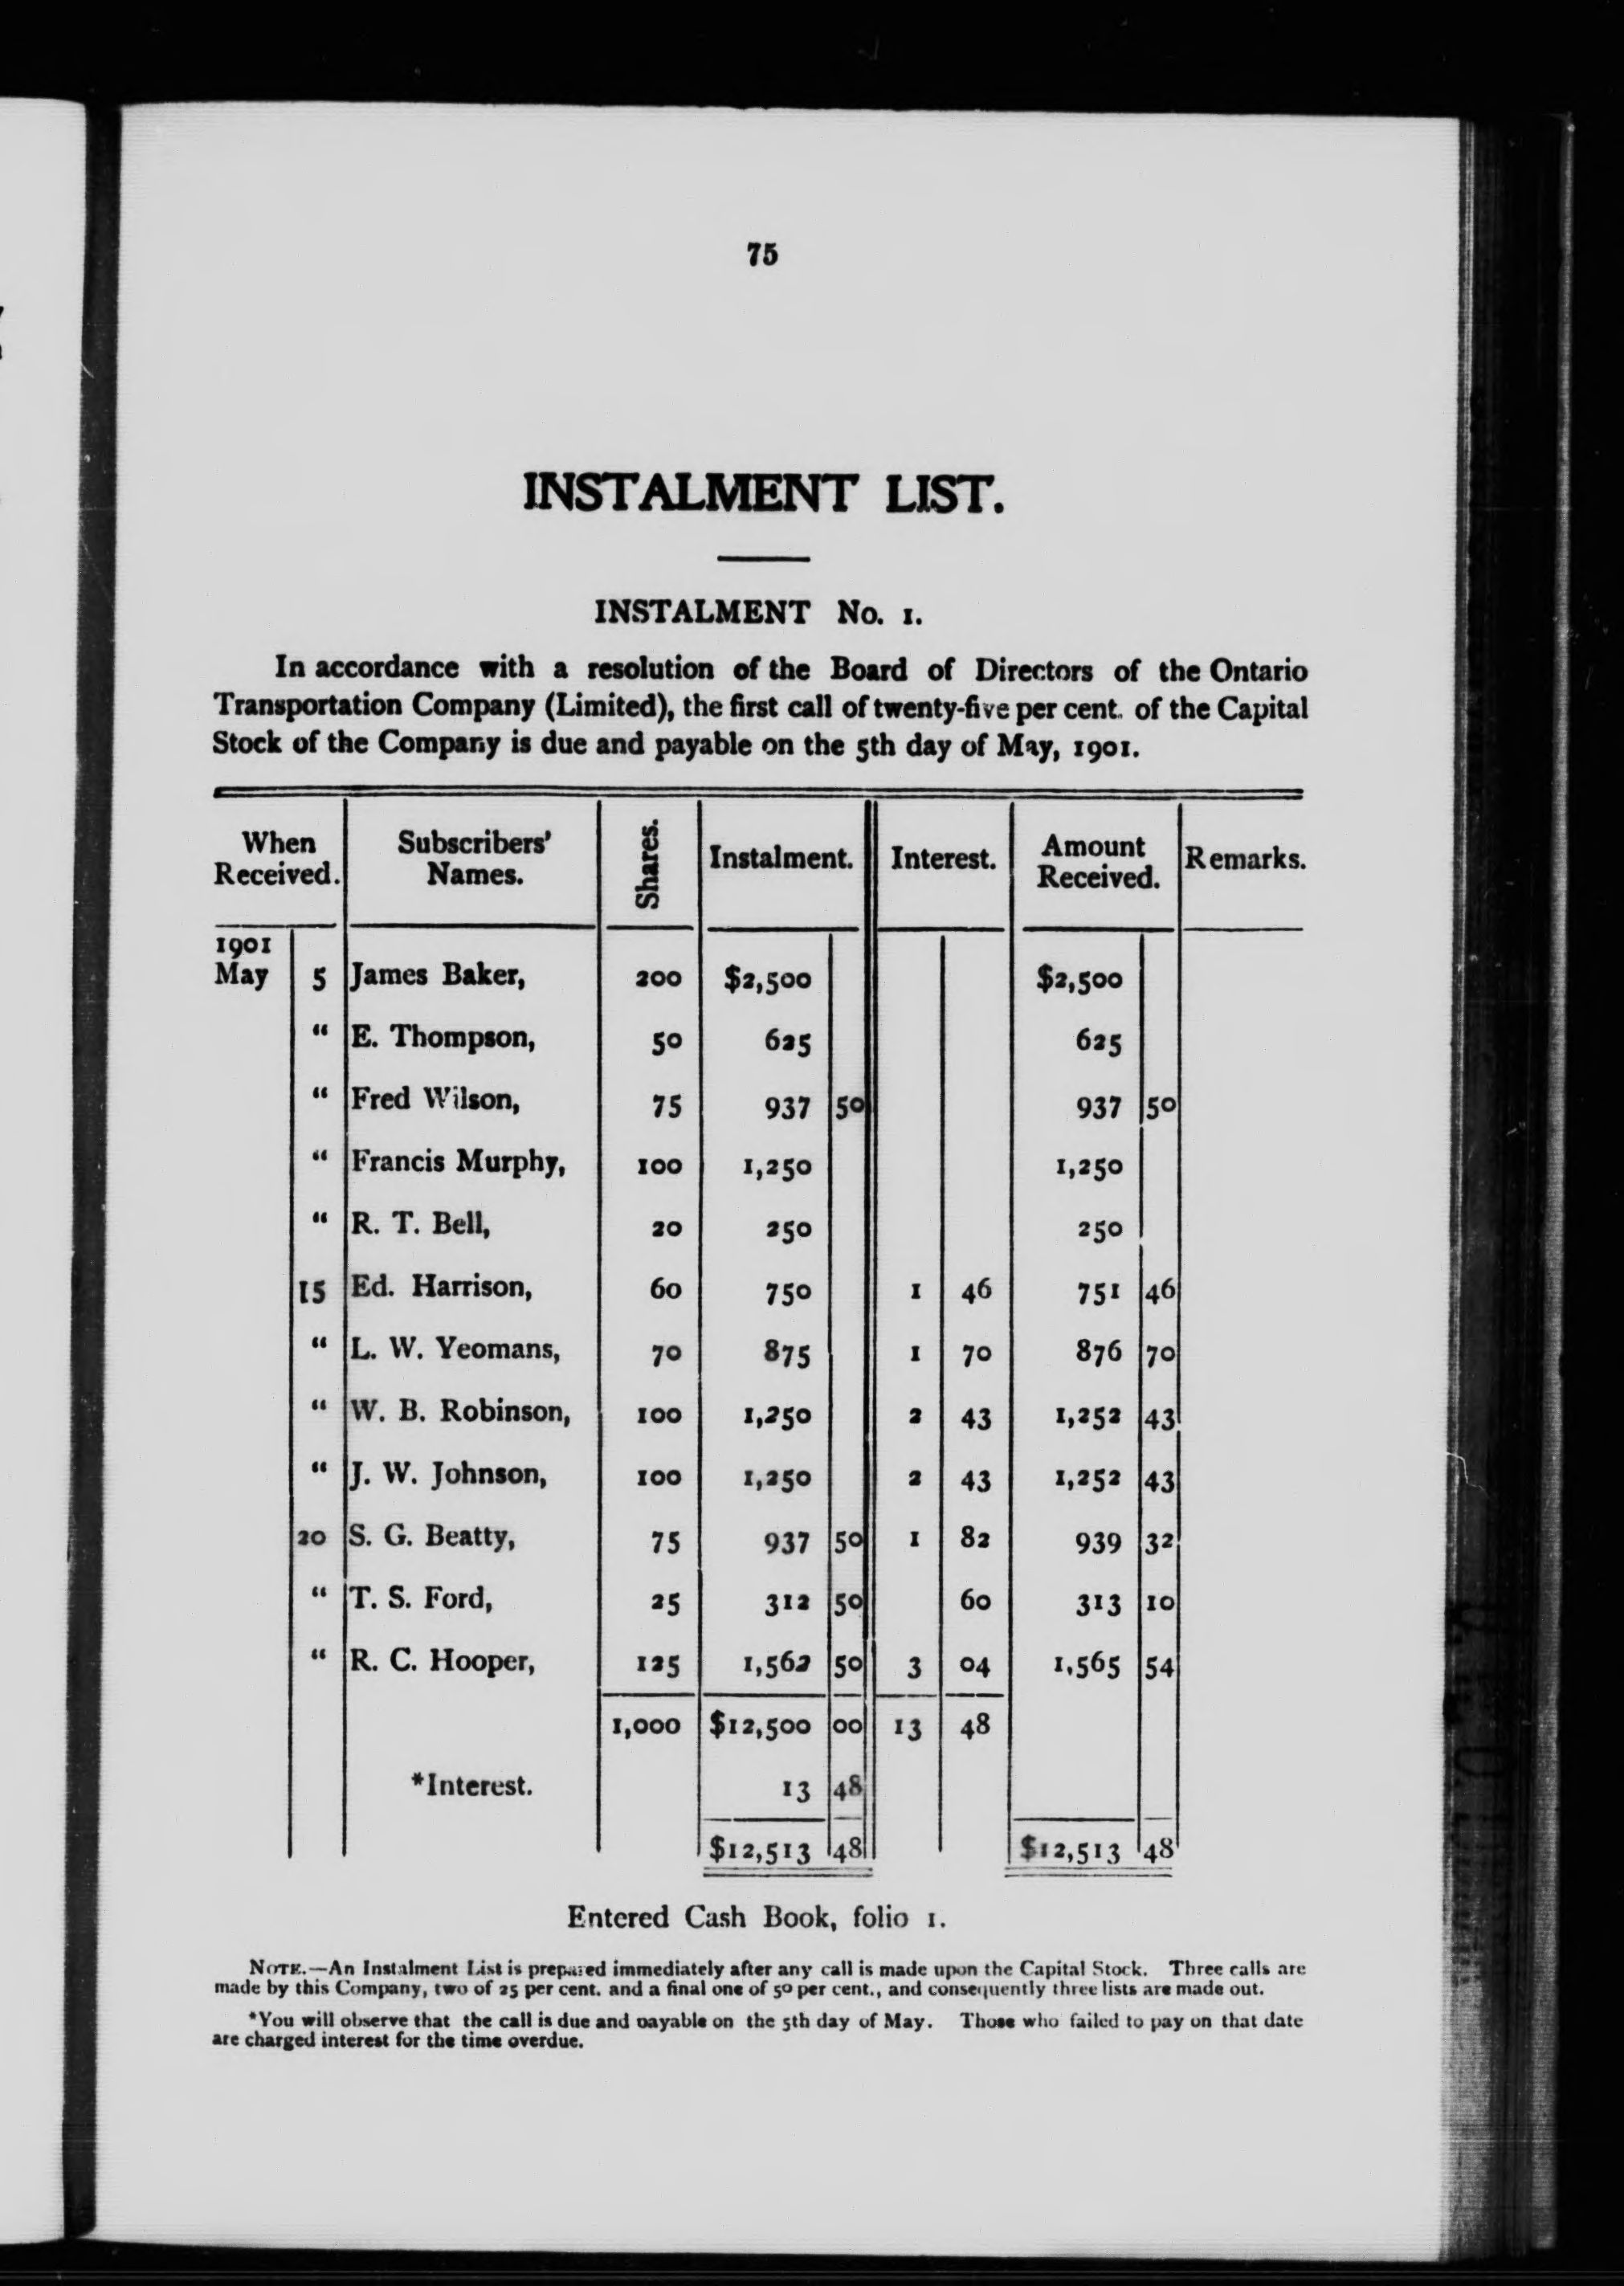 75
INSTALMENT LIST.
INSTALMENT No. 1.
In accordance with a resolution of the Board of Directors of the Ontario
Transportation Company (Limited), the first call of twenty-five per cent. of the Capital
Stock of the Company is due and payable on the 5th day of May, 1901.
When Received. Subscribers' Names. Shares. Instalment. Interest. Amount Received. Remarks.
1901
May 5 James Baker, 200 $2,500 $2,500
" E. Thompson, 50 625 625
" Fred Wilson, 75 937 50 937 50
" Francis Murphy, 100 1,250 1,250
" R. T. Bell, 20 250 250
15 Ed. Harrison, 60 750 1 46 751 46
" L. W. Yeomans, 70 875 1 70 876 70
" W. B. Robinson, 100 1,250 2 43 1,252 43
" J. W. Johnson, 100 1,250 2 43 1,252 43
20 S. G. Beatty, 75 937 50 1 82 939 32
" T. S. Ford, 25 312 50 60 313 10
" R. C. Hooper, 125 1,562 50 3 04 1,565 54
1,000 $12,500 00 13 48
*Interest. 13 48
$12,513 48 $12,513 48
Entered Cash Book, folio 1.
NOTE.—An Instalment List is prepared immediately after any call is made upon the Capital Stock. Three calls are
made by this Company, two of 25 per cent. and a final one of 50 per cent., and consequently three lists are made out.
*You will observe that the call is due and payable on the 5th day of May. Those who failed to pay on that date
are charged interest for the time overdue.